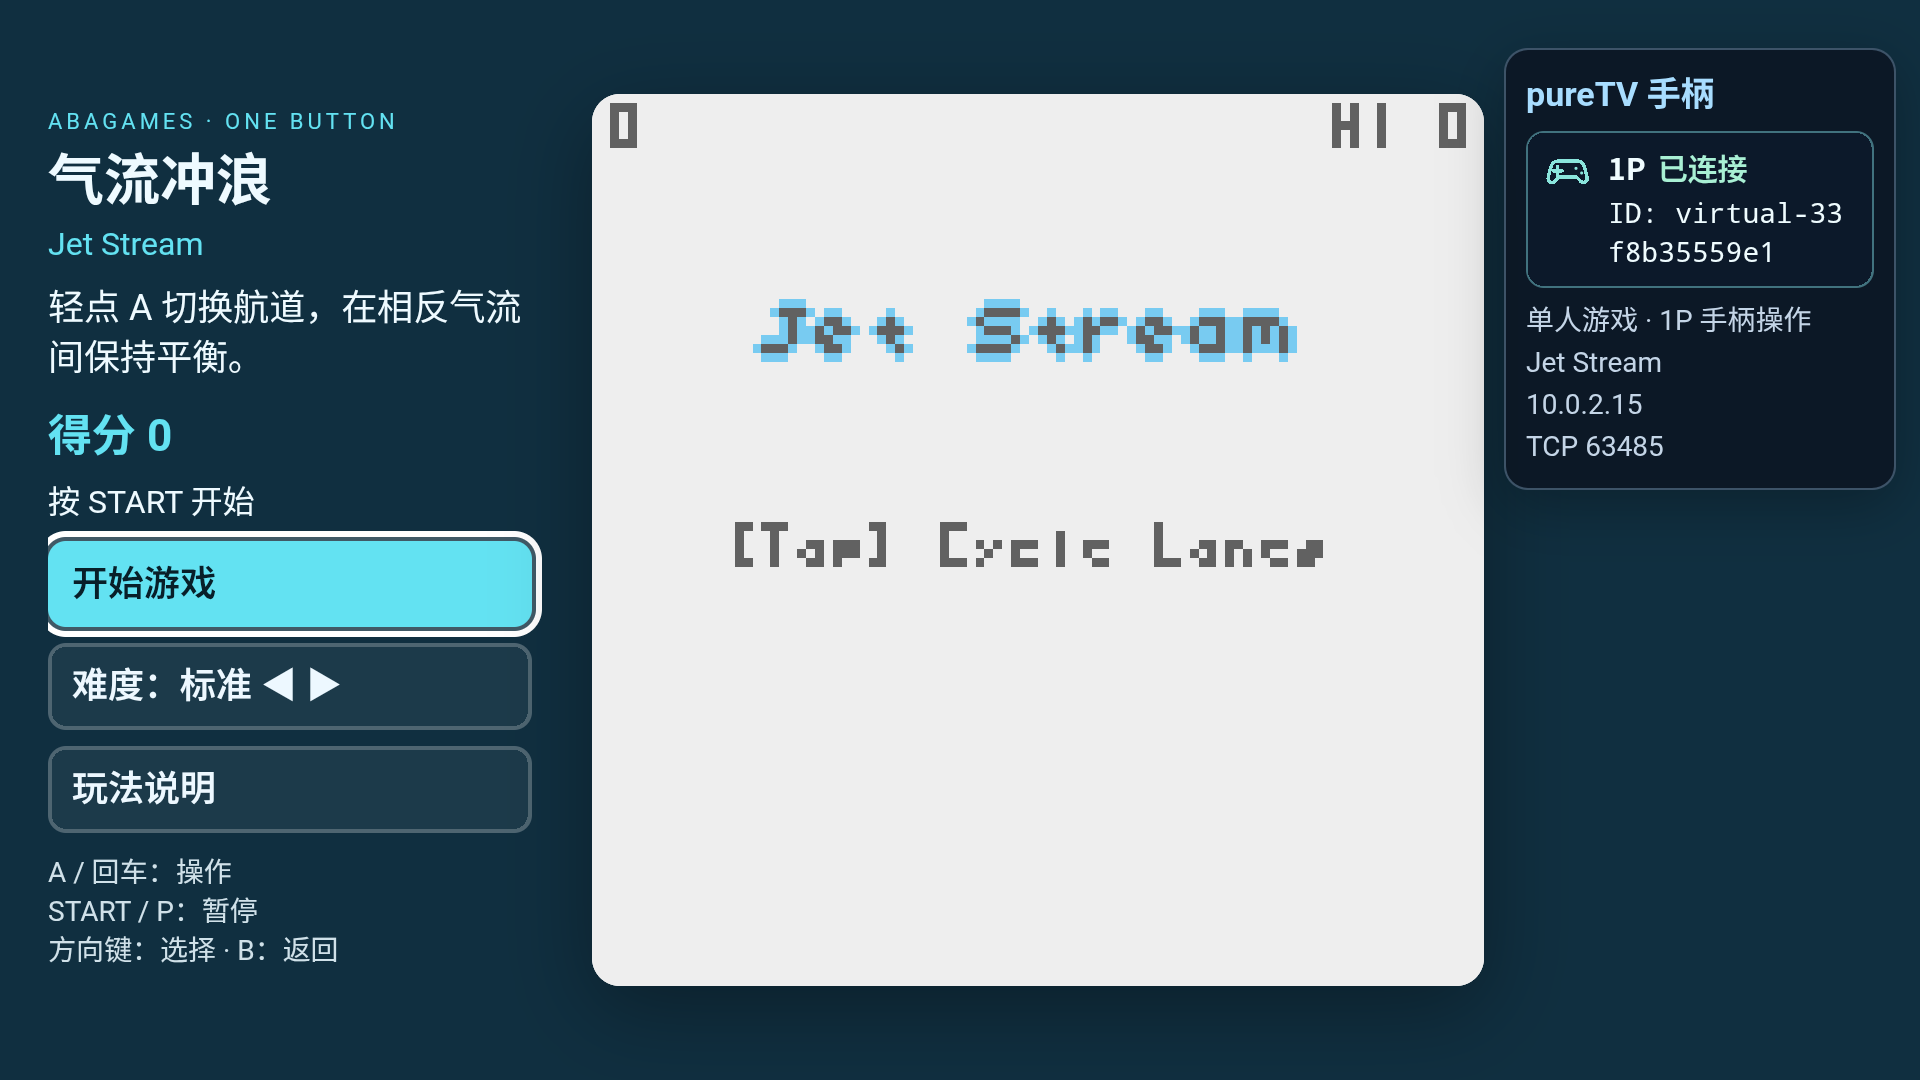 ABAGAMES · ONE BUTTON
气流冲浪
Jet Stream
轻点 A 切换航道，在相反气流
间保持平衡。
得分 0
按 START 开始
开始游戏
难度：标准 ◀ ▶
玩法说明
A / 回车：操作
START / P：暂停
方向键：选择 · B：返回
0
HI 0
Jet Stream
[Tap] Cycle Lanes
pureTV 手柄
1P 已连接
ID: virtual-33
f8b35559e1
单人游戏 · 1P 手柄操作
Jet Stream
10.0.2.15
TCP 63485